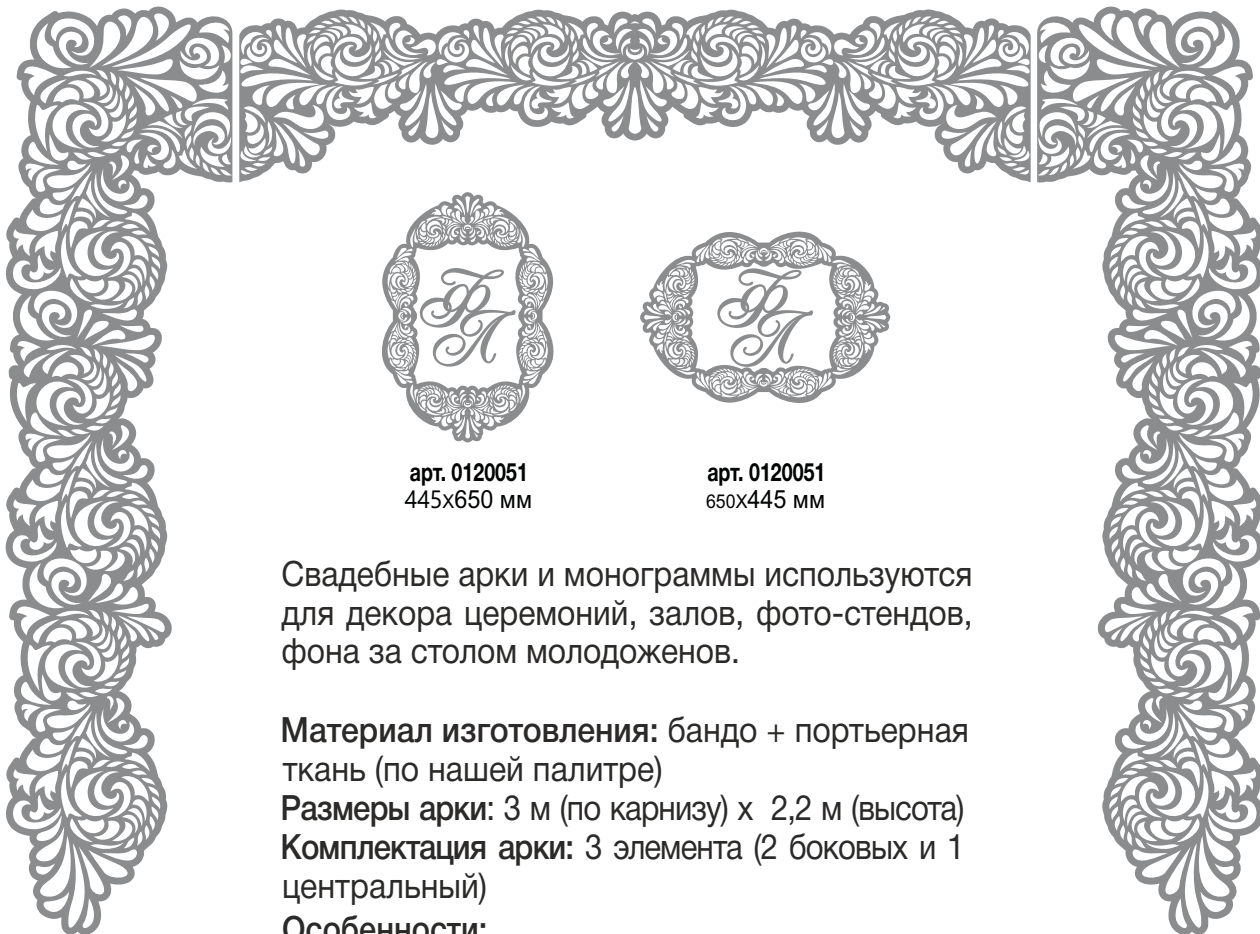 Ф Л
Ф Л
арт. 0120051
445х650 мм
арт. 0120051
650Х445 мм
Свадебные арки и монограммы используются
для декора церемоний, залов, фото-стендов,
фона за столом молодоженов.
Материал изготовления: бандо + портьерная
ткань (по нашей палитре)
Размеры арки: 3 м (по карнизу) х 2,2 м (высота)
Комплектация арки: 3 элемента (2 боковых и 1
центральный)
Особенности: